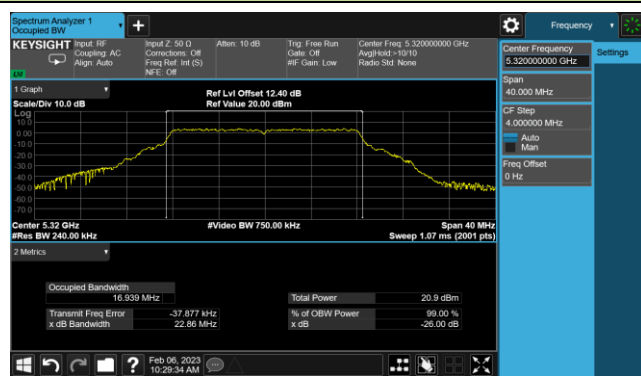 Spectrum Analyzer 1
Occupied BW
Frequency
KEYSIGHT
Input: RF
Coupling: AC
Align: Auto
Input Z: 50 Ω
Corrections: Off
Freq Ref: Int (S)
NFE: Off
Atten: 10 dB
Trig: Free Run
Gate: Off
#IF Gain: Low
Center Freq: 5.320000000 GHz
Avg|Hold:>10/10
Radio Std: None
LXI
Center Frequency
5.320000000 GHz
Settings
Span
40.000 MHz
CF Step
4.000000 MHz
Auto
Man
Freq Offset
0 Hz
1 Graph
Scale/Div 10.0 dB
Ref Lvl Offset 12.40 dB
Ref Value 20.00 dBm
Log
10.0
0.00
-10.0
-20.0
-30.0
-40.0
-50.0
-60.0
-70.0
Center 5.32 GHz
#Res BW 240.00 kHz
#Video BW 750.00 kHz
Span 40 MHz
Sweep 1.07 ms (2001 pts)
2 Metrics
Occupied Bandwidth
16.939 MHz
Total Power 20.9 dBm
Transmit Freq Error -37.877 kHz
% of OBW Power 99.00 %
x dB Bandwidth 22.86 MHz
x dB -26.00 dB
Feb 06, 2023
10:29:34 AM